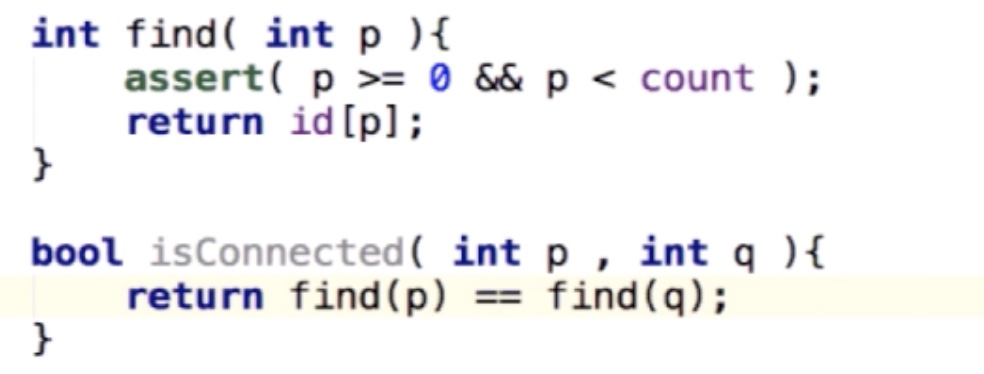 int find( int p ){
    assert( p >= 0 && p < count );
    return id[p];
}
bool isConnected( int p , int q ){
    return find(p) == find(q);
}